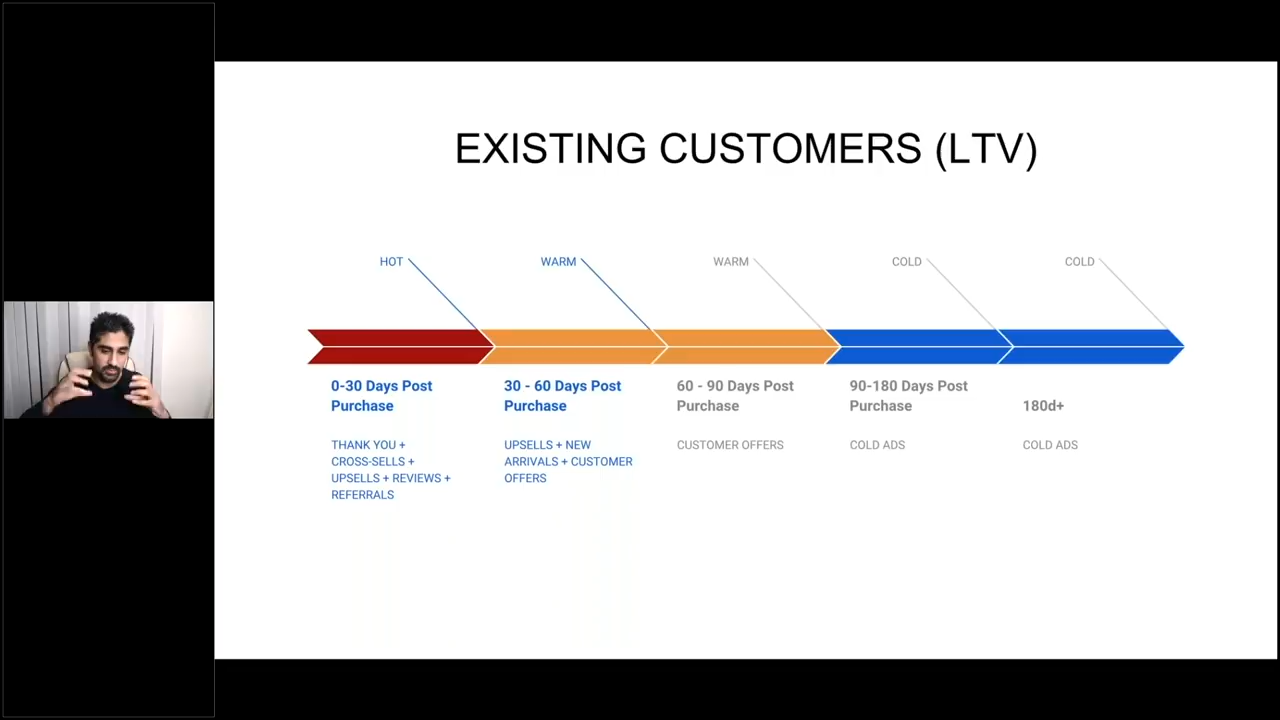 EXISTING CUSTOMERS (LTV)
HOT
WARM
WARM
COLD
COLD
0-30 Days Post
Purchase
30 - 60 Days Post
Purchase
60 - 90 Days Post
Purchase
90-180 Days Post
Purchase
180d+
THANK YOU +
CROSS-SELLS +
UPSELLS + REVIEWS +
REFERRALS
UPSELLS + NEW
ARRIVALS + CUSTOMER
OFFERS
CUSTOMER OFFERS
COLD ADS
COLD ADS